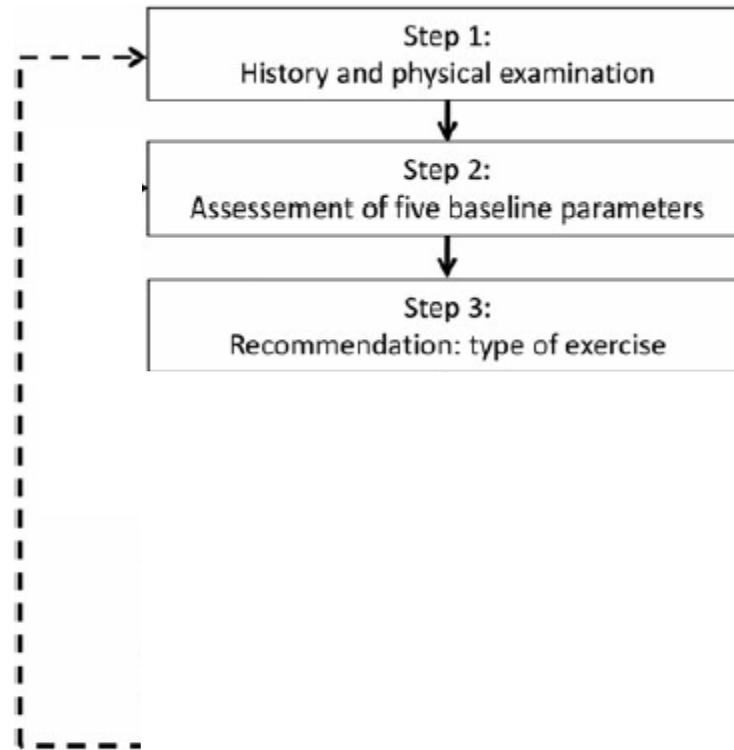 Step 1:
History and physical examination
Step 2:
Assessement of five baseline parameters
Step 3:
Recommendation: type of exercise